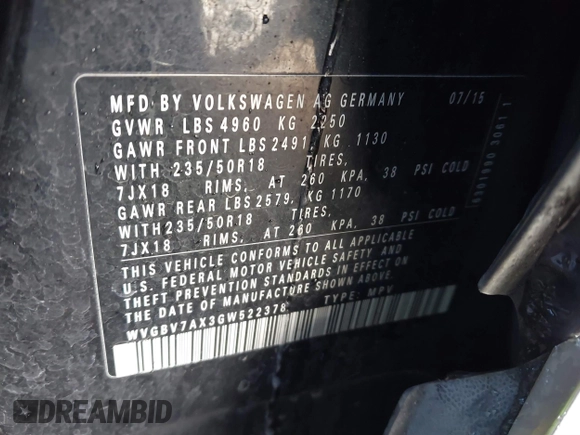 MFD BY VOLKSWAGEN AG GERMANY 07/15
GVWR LBS 4960 KG 2250
GAWR FRONT LBS 2491, KG 1130
WITH 235/50R18 TIRES,
7JX18 RIMS, AT 260 KPA, 38 PSI COLD
GAWR REAR LBS 2579, KG 1170
WITH 235/50R18 TIRES,
7JX18 RIMS, AT 260 KPA, 38 PSI COLD
THIS VEHICLE CONFORMS TO ALL APPLICABLE
U.S. FEDERAL MOTOR VEHICLE SAFETY AND
THEFT PREVENTION STANDARDS IN EFFECT ON
THE DATE OF MANUFACTURE SHOWN ABOVE.
WVGBV7AX3GW522378 TYPE: MPV
DREAMBID